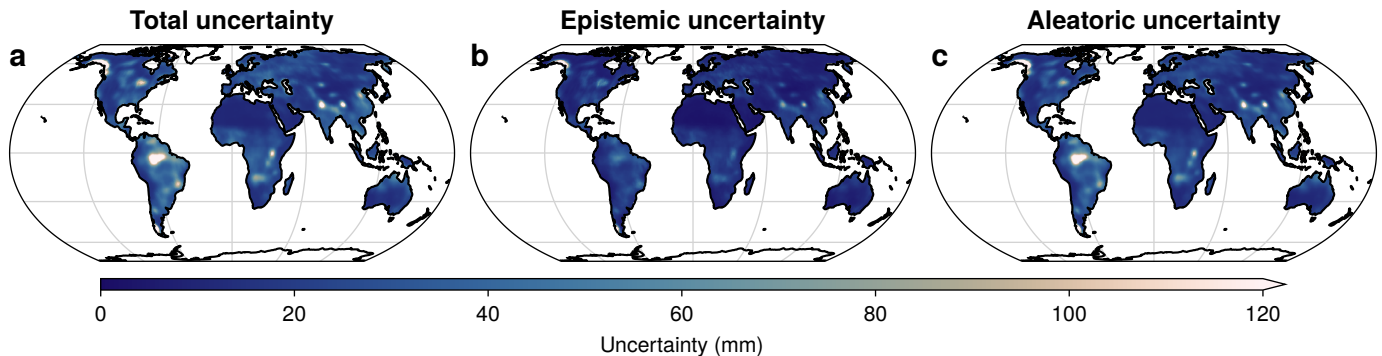 Total uncertainty
Epistemic uncertainty
Aleatoric uncertainty
a
b
c
0 20 40 60 80 100 120
Uncertainty (mm)